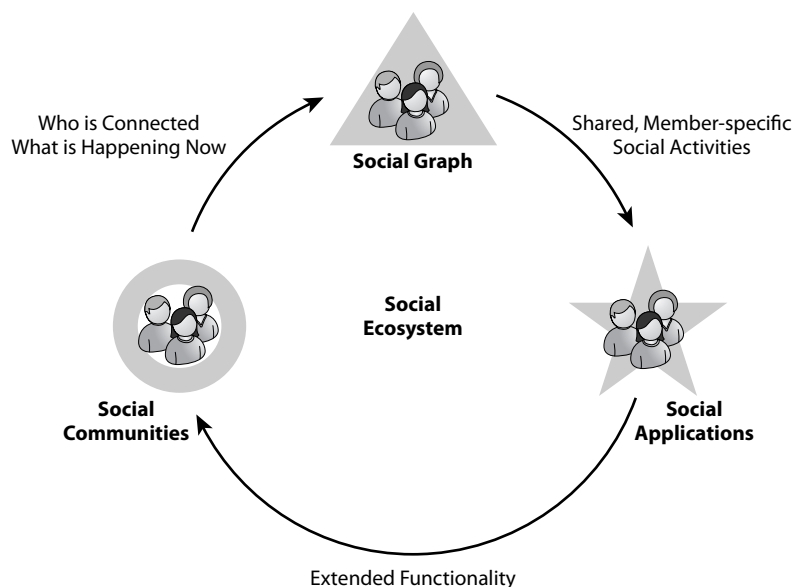 Who is Connected
What is Happening Now
Social Graph
Shared, Member-specific
Social Activities
Social
Ecosystem
Social
Communities
Social
Applications
Extended Functionality